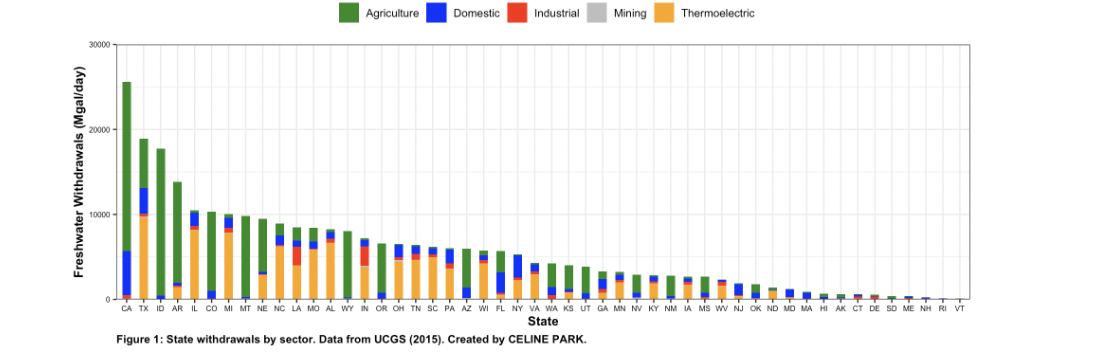 Agriculture Domestic Industrial Mining Thermoelectric
Freshwater Withdrawals (Mgal/day)
30000
20000
10000
0
CA TX ID AR IL CO MI MT NE NC LA MO AL WY IN OR OH TN SC PA AZ WI FL NY VA WA KS UT GA MN NV KY NM IA MS WV NJ OK ND MD MA HI AK CT DE SD ME NH RI VT
State
Figure 1: State withdrawals by sector. Data from UCGS (2015). Created by CELINE PARK.